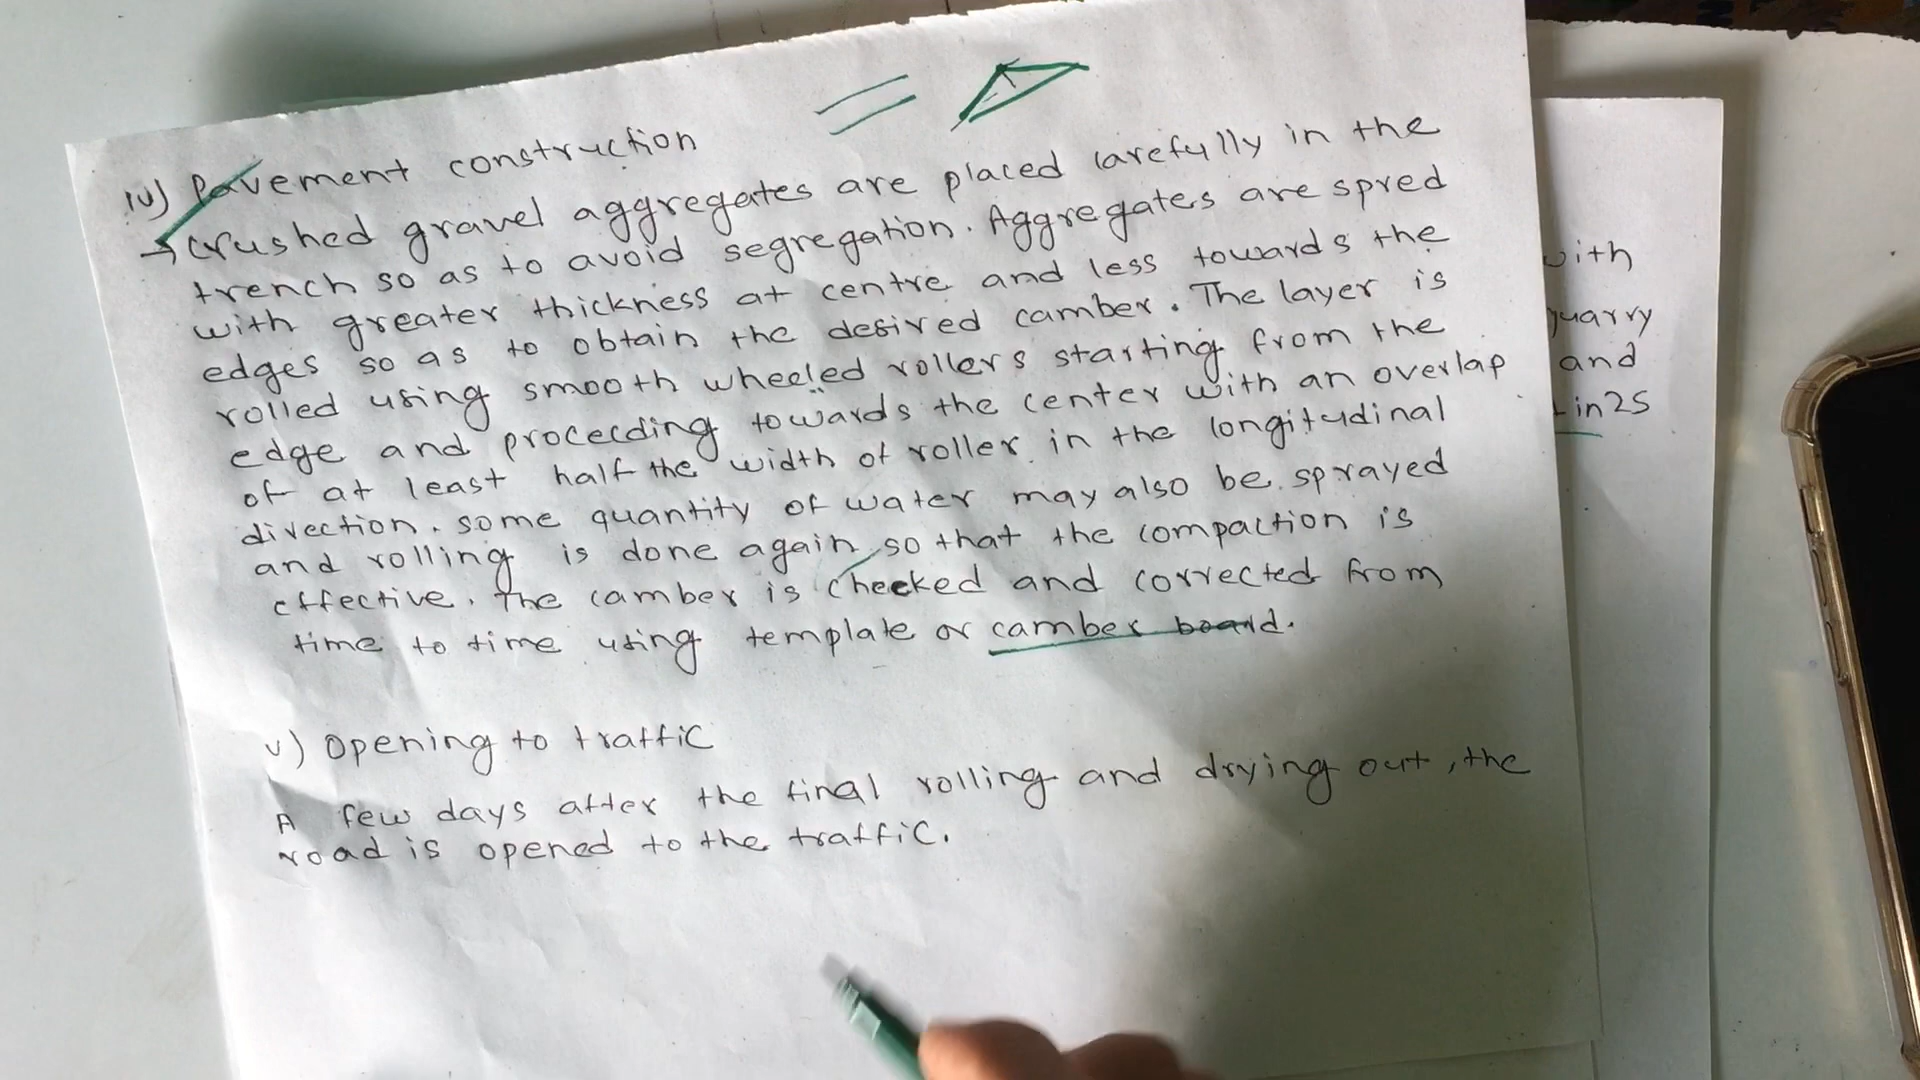 iv) Pavement construction
→ crushed gravel aggregates are placed carefully in the
trench so as to avoid segregation. Aggregates are spred
with greater thickness at centre and less towards the
edges so as to obtain the desired camber. The layer is
rolled using smooth wheeled rollers starting from the
edge and proceeding towards the center with an overlap
of at least half the width of roller in the longitudinal
direction. some quantity of water may also be sprayed
and rolling is done again so that the compaction is
effective. The camber is checked and corrected from
time to time using template or camber board.
v) Opening to traffic
A few days after the final rolling and drying out, the
road is opened to the traffic.
with
quarry
and
in 25